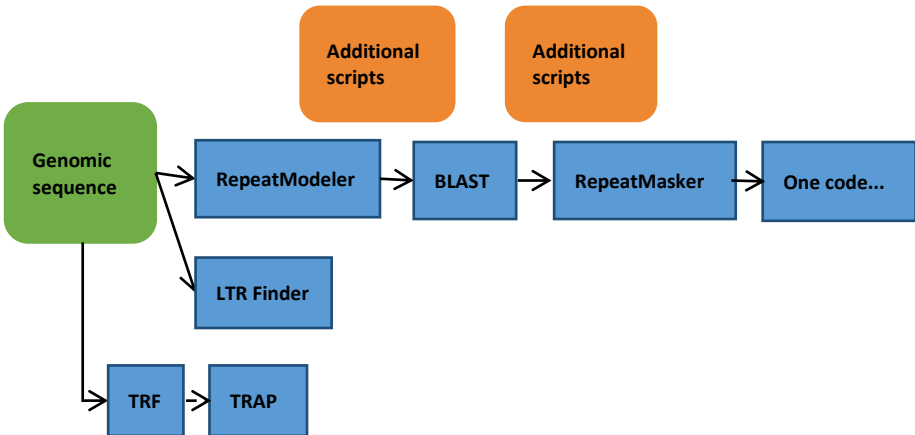 Additional
scripts
Additional
scripts
Genomic
sequence
RepeatModeler
BLAST
RepeatMasker
One code...
LTR Finder
TRF
TRAP